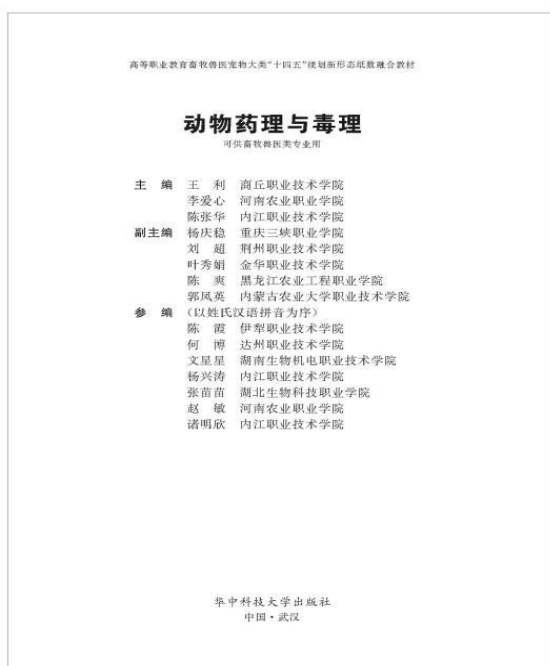 高等职业教育畜牧兽医宠物大类“十四五”规划新形态纸数融合教材
动物药理与毒理
可供畜牧兽医类专业用
主 编 王 利 商丘职业技术学院
李爱心 河南农业职业学院
陈张华 内江职业技术学院
副主编 杨庆稳 重庆三峡职业学院
刘 超 荆州职业技术学院
叶秀娟 金华职业技术学院
陈 爽 黑龙江农业工程职业学院
郭凤英 内蒙古农业大学职业技术学院
参 编 （以姓氏汉语拼音为序）
陈 霞 伊犁职业技术学院
何 博 达州职业技术学院
文星星 湖南生物机电职业技术学院
杨兴涛 内江职业技术学院
张苗苗 湖北生物科技职业学院
赵 敏 河南农业职业学院
诸明欣 内江职业技术学院
华中科技大学出版社
中国·武汉